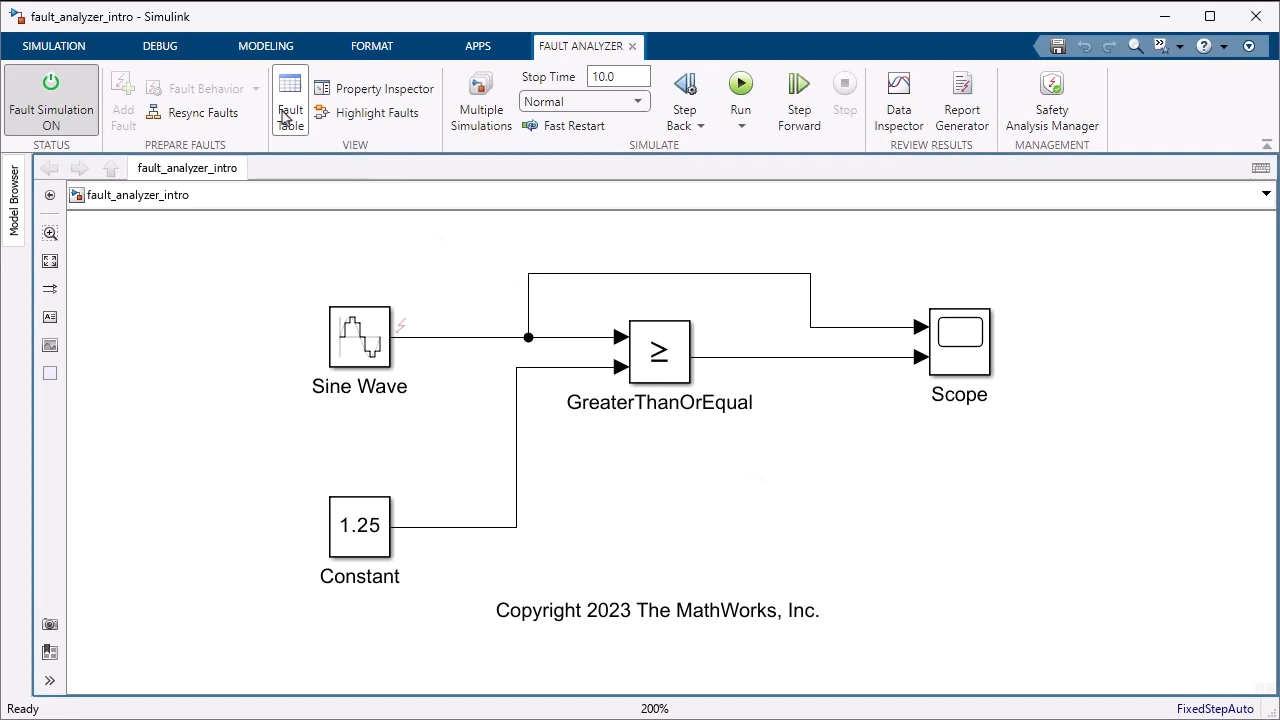 fault_analyzer_intro - Simulink
SIMULATION DEBUG MODELING FORMAT APPS FAULT ANALYZER
Fault Simulation
ON
STATUS
Add
Fault
Fault Behavior
Resync Faults
PREPARE FAULTS
Fault
Table
Property Inspector
Highlight Faults
VIEW
Multiple
Simulations
Stop Time 10.0
Normal
Fast Restart
Step
Back
Run
Step
Forward
Stop
SIMULATE
Data
Inspector
Report
Generator
REVIEW RESULTS
Safety
Analysis Manager
MANAGEMENT
Model Browser
fault_analyzer_intro
fault_analyzer_intro
Sine Wave
≥
GreaterThanOrEqual
Scope
1.25
Constant
Copyright 2023 The MathWorks, Inc.
Ready 200% FixedStepAuto